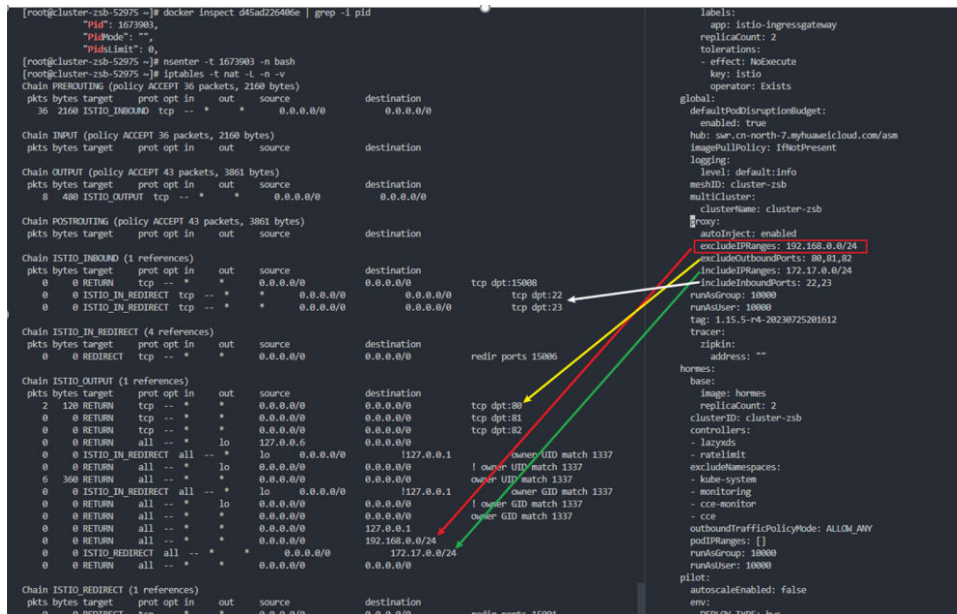 [root@cluster-zsb-52975 ~]# docker inspect d45ad226406e | grep -i pid
"Pid": 1673903,
"PidMode": "",
"PidsLimit": 0,
[root@cluster-zsb-52975 ~]# nsenter -t 1673903 -n bash
[root@cluster-zsb-52975 ~]# iptables -t nat -L -n -v
Chain PREROUTING (policy ACCEPT 36 packets, 2160 bytes)
pkts bytes target prot opt in out source destination
36 2160 ISTIO_INBOUND tcp -- * * 0.0.0.0/0 0.0.0.0/0
Chain INPUT (policy ACCEPT 36 packets, 2160 bytes)
pkts bytes target prot opt in out source destination
Chain OUTPUT (policy ACCEPT 43 packets, 3861 bytes)
pkts bytes target prot opt in out source destination
8 480 ISTIO_OUTPUT tcp -- * * 0.0.0.0/0 0.0.0.0/0
Chain POSTROUTING (policy ACCEPT 43 packets, 3861 bytes)
pkts bytes target prot opt in out source destination
Chain ISTIO_INBOUND (1 references)
pkts bytes target prot opt in out source destination
0 0 RETURN tcp -- * * 0.0.0.0/0 0.0.0.0/0 tcp dpt:15008
0 0 ISTIO_IN_REDIRECT tcp -- * * 0.0.0.0/0 0.0.0.0/0 tcp dpt:22
0 0 ISTIO_IN_REDIRECT tcp -- * * 0.0.0.0/0 0.0.0.0/0 tcp dpt:23
Chain ISTIO_IN_REDIRECT (4 references)
pkts bytes target prot opt in out source destination
0 0 REDIRECT tcp -- * * 0.0.0.0/0 0.0.0.0/0 redir ports 15006
Chain ISTIO_OUTPUT (1 references)
pkts bytes target prot opt in out source destination
2 120 RETURN tcp -- * * 0.0.0.0/0 0.0.0.0/0 tcp dpt:80
0 0 RETURN tcp -- * * 0.0.0.0/0 0.0.0.0/0 tcp dpt:81
0 0 RETURN tcp -- * * 0.0.0.0/0 0.0.0.0/0 tcp dpt:82
0 0 RETURN all -- * lo 127.0.0.6 0.0.0.0/0
0 0 ISTIO_IN_REDIRECT all -- * lo 0.0.0.0/0 !127.0.0.1 owner UID match 1337
0 0 RETURN all -- * lo 0.0.0.0/0 0.0.0.0/0 ! owner UID match 1337
6 360 RETURN all -- * * 0.0.0.0/0 0.0.0.0/0 owner UID match 1337
0 0 ISTIO_IN_REDIRECT all -- * lo 0.0.0.0/0 !127.0.0.1 owner GID match 1337
0 0 RETURN all -- * lo 0.0.0.0/0 0.0.0.0/0 ! owner GID match 1337
0 0 RETURN all -- * * 0.0.0.0/0 0.0.0.0/0 owner GID match 1337
0 0 RETURN all -- * * 0.0.0.0/0 127.0.0.1
0 0 RETURN all -- * * 0.0.0.0/0 192.168.0.0/24
0 0 ISTIO_REDIRECT all -- * * 0.0.0.0/0 172.17.0.0/24
0 0 RETURN all -- * * 0.0.0.0/0 0.0.0.0/0
Chain ISTIO_REDIRECT (1 references)
pkts bytes target prot opt in out source destination
0 0 REDIRECT tcp -- * * 0.0.0.0/0 0.0.0.0/0 redir ports 15001
labels:
app: istio-ingressgateway
replicaCount: 2
tolerations:
- effect: NoExecute
key: istio
operator: Exists
global:
defaultPodDisruptionBudget:
enabled: true
hub: swr.cn-north-7.myhuaweicloud.com/asm
imagePullPolicy: IfNotPresent
logging:
level: default:info
meshID: cluster-zsb
multiCluster:
clusterName: cluster-zsb
proxy:
autoInject: enabled
excludeIPRanges: 192.168.0.0/24
excludeOutboundPorts: 80,81,82
includeIPRanges: 172.17.0.0/24
includeInboundPorts: 22,23
runAsGroup: 10000
runAsUser: 10000
tag: 1.15.5-r4-20230725201612
tracer:
zipkin:
address: ""
hormes:
base:
image: hormes
replicaCount: 2
clusterID: cluster-zsb
controllers:
- lazyxds
- ratelimit
excludeNamespaces:
- kube-system
- monitoring
- cce-monitor
- cce
outboundTrafficPolicyMode: ALLOW_ANY
podIPRanges: []
runAsGroup: 10000
runAsUser: 10000
pilot:
autoscaleEnabled: false
env: